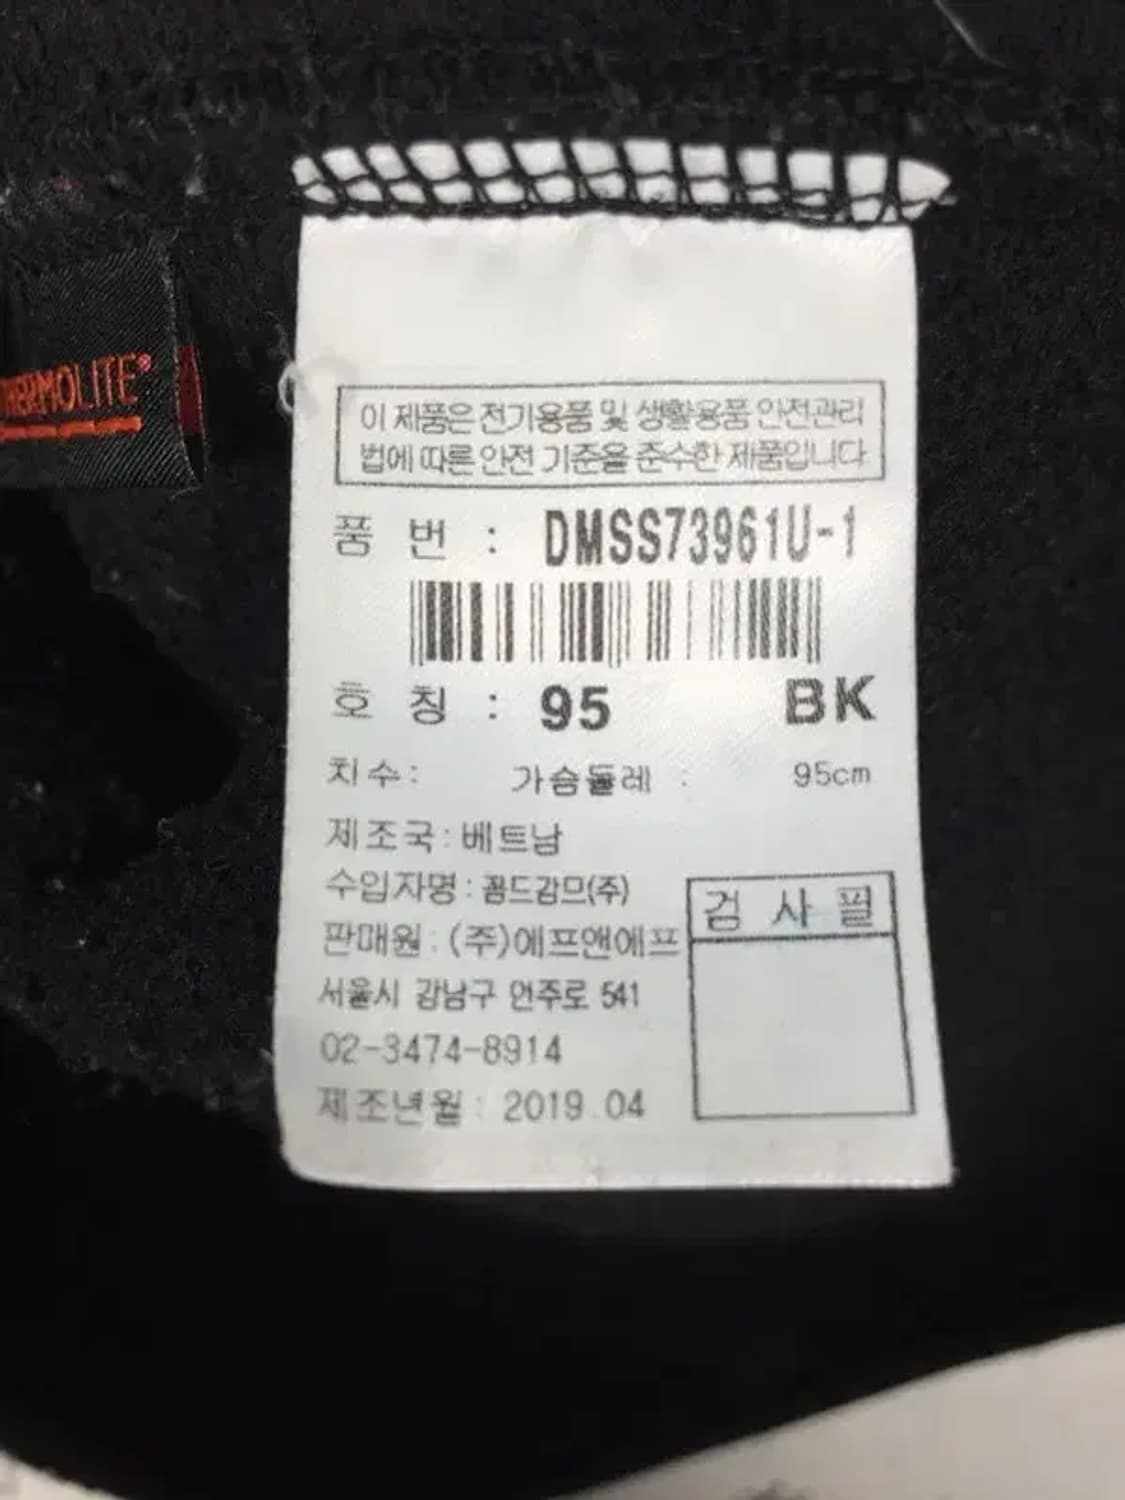 THERMOLITE®
이 제품은 전기용품 및 생활용품 안전관리
법에 따른 안전 기준을 준수한 제품입니다.
품 번 : DMSS73961U-1
호 칭 : 95 BK
치수: 가슴둘레 : 95cm
제조국: 베트남
수입자명 : 꼼드감므(주)
판매원 : (주)에프앤에프
서울시 강남구 언주로 541
02-3474-8914
제조년월 : 2019.04
검 사 필